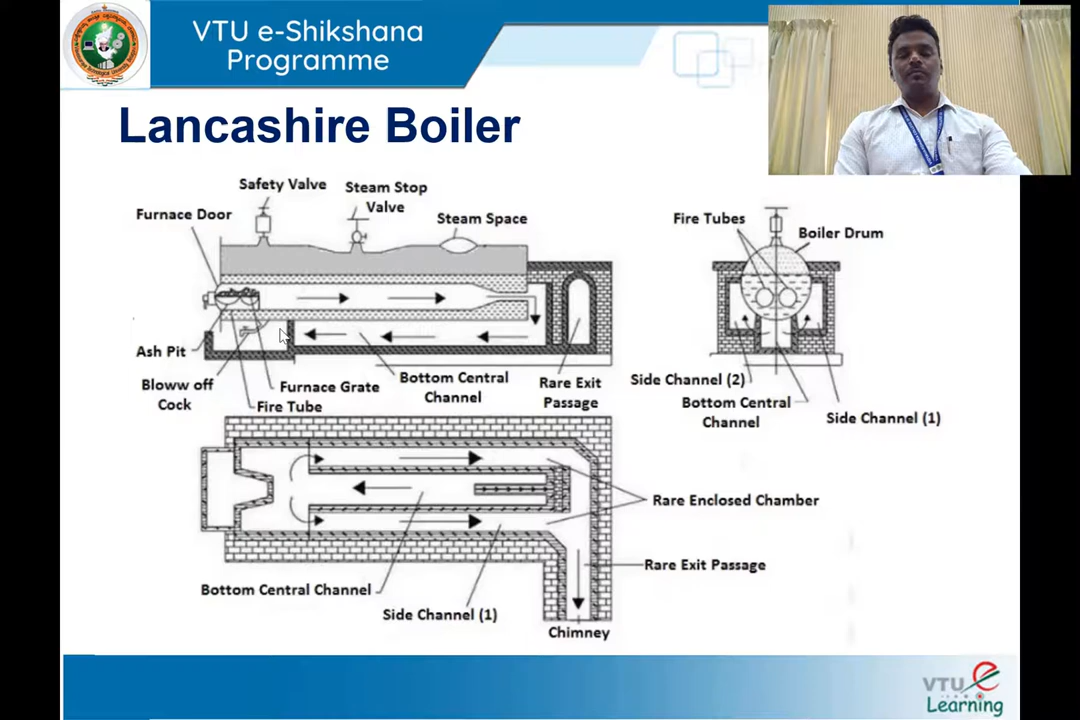 VTU e-Shikshana
Programme
Lancashire Boiler
Safety Valve
Steam Stop
Valve
Furnace Door
Steam Space
Fire Tubes
Boiler Drum
Ash Pit
Bloww off
Cock
Furnace Grate
Fire Tube
Bottom Central
Channel
Rare Exit
Passage
Side Channel (2)
Bottom Central
Channel
Side Channel (1)
Rare Enclosed Chamber
Rare Exit Passage
Bottom Central Channel
Side Channel (1)
Chimney
VTU e
Learning